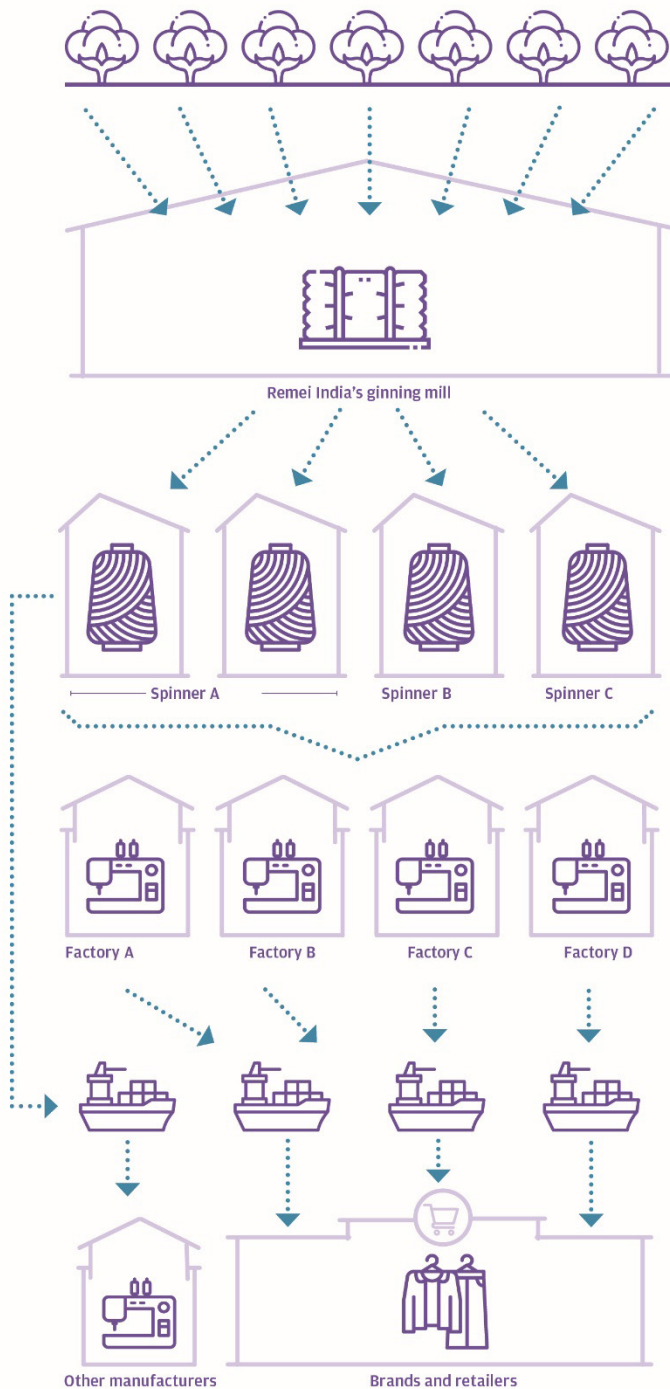 Remei India's ginning mill
Spinner A
Spinner B
Spinner C
Factory A
Factory B
Factory C
Factory D
Other manufacturers
Brands and retailers